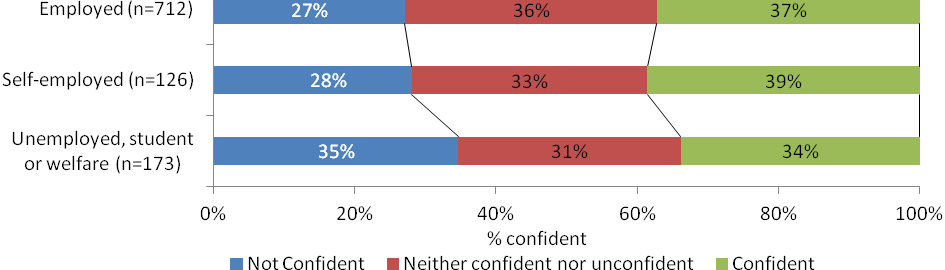 Employed (n=712)
27% 36% 37%
Self-employed (n=126)
28% 33% 39%
Unemployed, student
or welfare (n=173)
35% 31% 34%
0% 20% 40% 60% 80% 100%
% confident
Not Confident Neither confident nor unconfident Confident